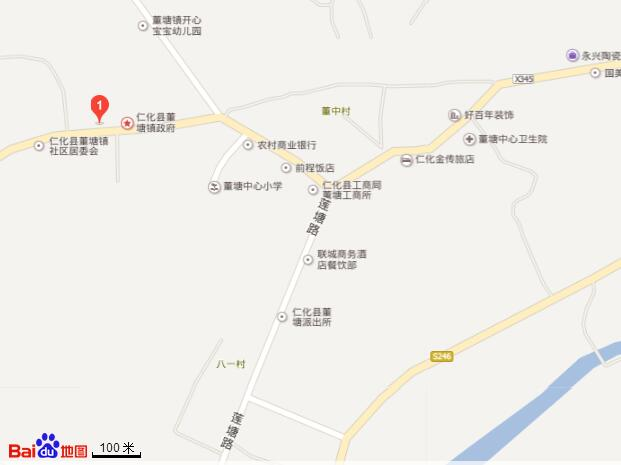 董塘镇开心
宝宝幼儿园
永兴陶瓷
国美
X345
1
仁化县董
塘镇政府
董中村
好百年装饰
仁化县董塘镇
社区居委会
农村商业银行
董塘中心卫生院
仁化金传旅店
前程饭店
董塘中心小学
仁化县工商局
董塘工商所
莲塘路
联城商务酒
店餐饮部
仁化县董
塘派出所
S246
八一村
莲塘路
Bai du 地图
100 米